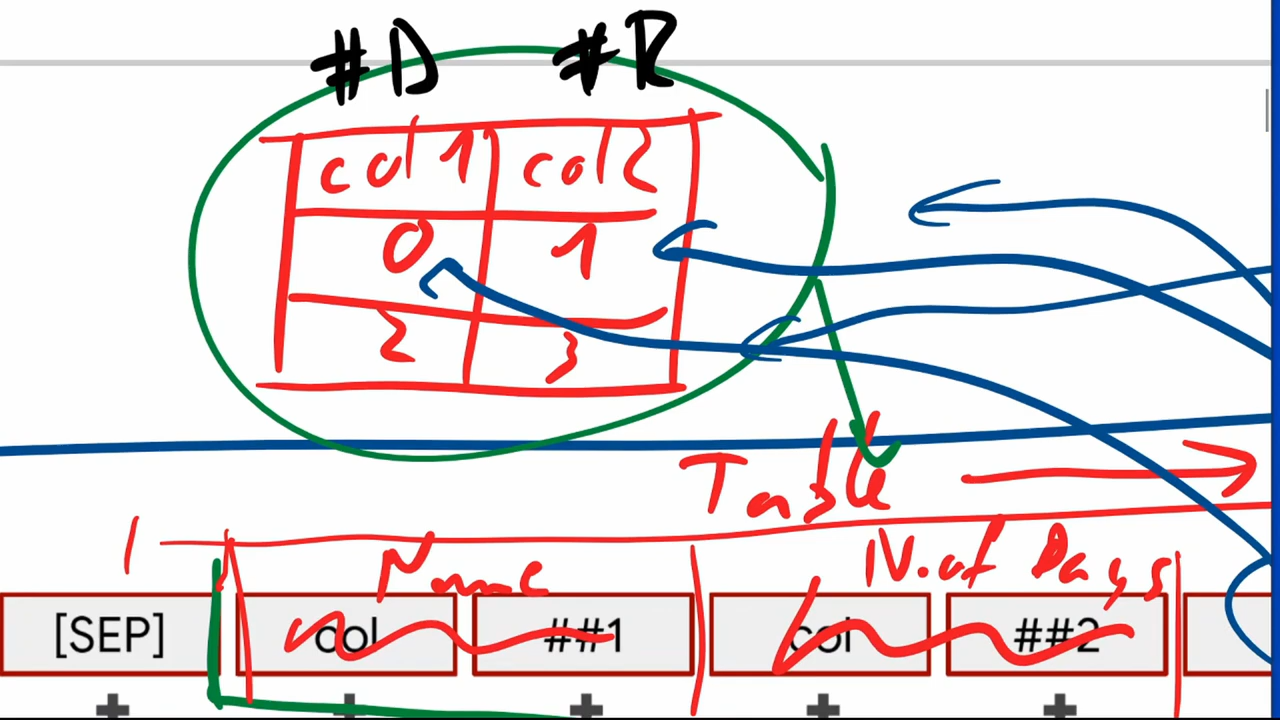 #D #R
col1 col2
0 1
2 3
Table
Name N.of Days
[SEP] col ##1 col ##2